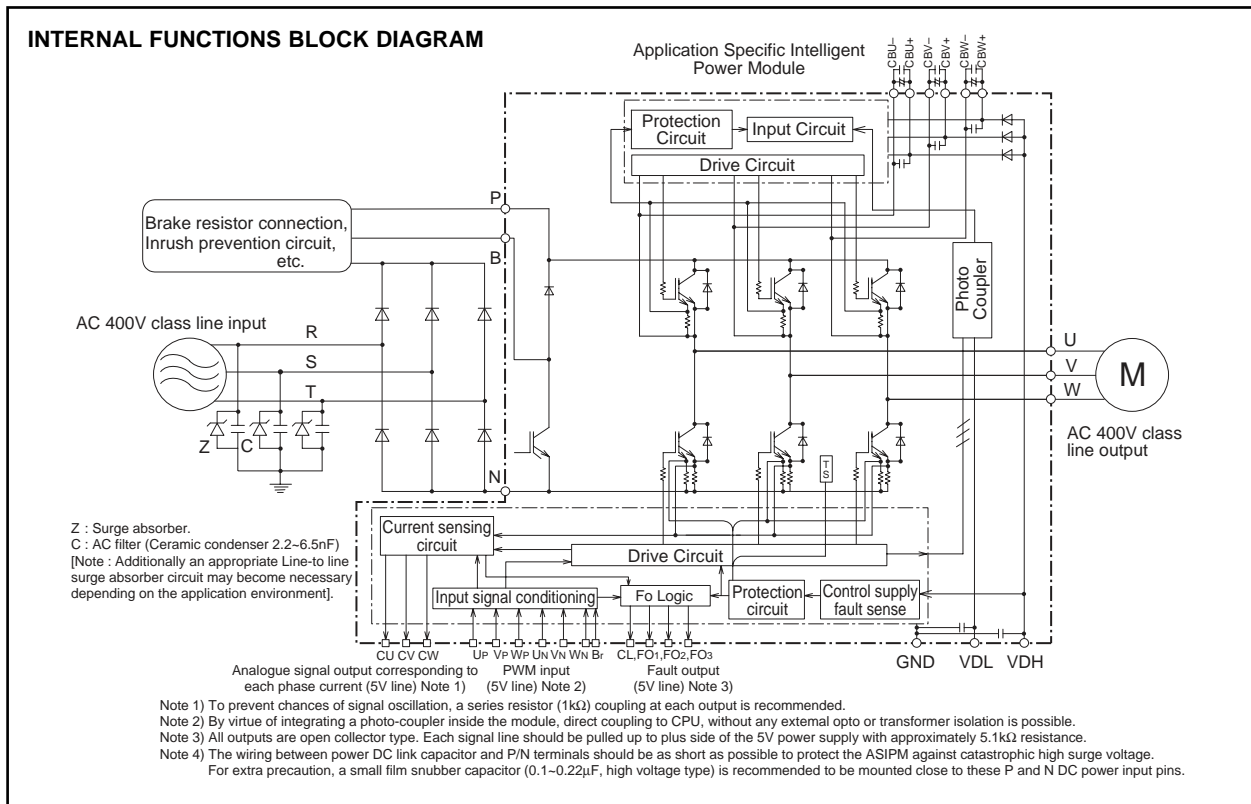 INTERNAL FUNCTIONS BLOCK DIAGRAM
Application Specific Intelligent
Power Module
CBU–
CBU+
CBV–
CBV+
CBW–
CBW+
Protection
Circuit
Input Circuit
Drive Circuit
P
Brake resistor connection,
Inrush prevention circuit,
etc.
B
Photo
Coupler
AC 400V class line input
R
S
T
U
V
W
M
Z
C
AC 400V class
line output
T
S
N
Z : Surge absorber.
C : AC filter (Ceramic condenser 2.2~6.5nF)
[Note : Additionally an appropriate Line-to line
surge absorber circuit may become necessary
depending on the application environment].
Current sensing
circuit
Drive Circuit
Input signal conditioning
Fo Logic
Protection
circuit
Control supply
fault sense
CU CV CW
UP VP WP UN VN WN Br
CL,FO1,FO2,FO3
GND VDL VDH
Analogue signal output corresponding to
each phase current (5V line) Note 1)
PWM input
(5V line) Note 2)
Fault output
(5V line) Note 3)
Note 1) To prevent chances of signal oscillation, a series resistor (1kΩ) coupling at each output is recommended.
Note 2) By virtue of integrating a photo-coupler inside the module, direct coupling to CPU, without any external opto or transformer isolation is possible.
Note 3) All outputs are open collector type. Each signal line should be pulled up to plus side of the 5V power supply with approximately 5.1kΩ resistance.
Note 4) The wiring between power DC link capacitor and P/N terminals should be as short as possible to protect the ASIPM against catastrophic high surge voltage.
For extra precaution, a small film snubber capacitor (0.1~0.22μF, high voltage type) is recommended to be mounted close to these P and N DC power input pins.